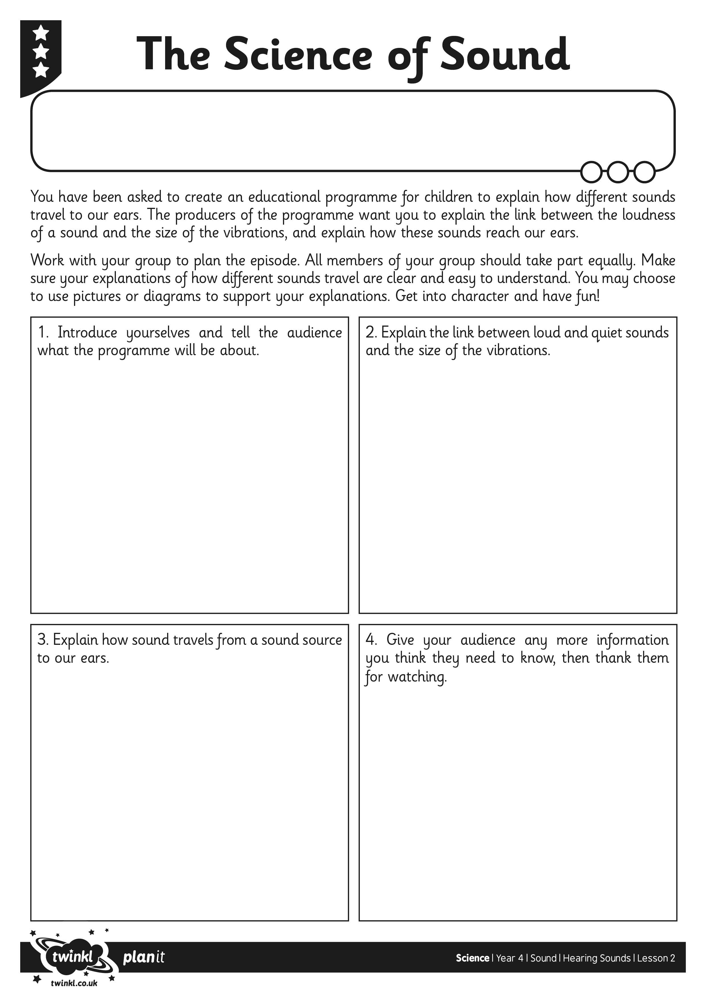 The Science of Sound
You have been asked to create an educational programme for children to explain how different sounds
travel to our ears. The producers of the programme want you to explain the link between the loudness
of a sound and the size of the vibrations, and explain how these sounds reach our ears.
Work with your group to plan the episode. All members of your group should take part equally. Make
sure your explanations of how different sounds travel are clear and easy to understand. You may choose
to use pictures or diagrams to support your explanations. Get into character and have fun!
1. Introduce yourselves and tell the audience
what the programme will be about.
2. Explain the link between loud and quiet sounds
and the size of the vibrations.
3. Explain how sound travels from a sound source
to our ears.
4. Give your audience any more information
you think they need to know, then thank them
for watching.
twinkl
planit
Science | Year 4 | Sound | Hearing Sounds | Lesson 2
twinkl.co.uk